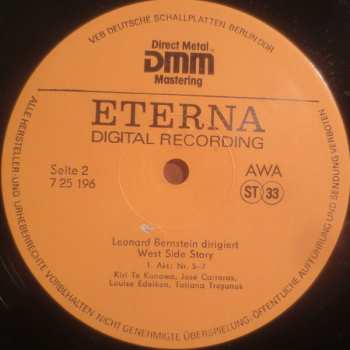 VEB DEUTSCHE SCHALLPLATTEN BERLIN DDR
Direct Metal™
DMM
Mastering
ETERNA
DIGITAL RECORDING
Seite 2
7 25 196
AWA
ST 33
Leonard Bernstein dirigiert
West Side Story
1. Akt: Nr. 5-7
Kiri Te Kanawa, José Carreras,
Louise Edeiken, Tatiana Troyanos
ALLE HERSTELLER-UND URHEBERRECHTE VORBEHALTEN. NICHT GENEHMIGTE ÜBERSPIELUNG, ÖFFENTLICHE AUFFÜHRUNG UND SENDUNG VERBOTEN